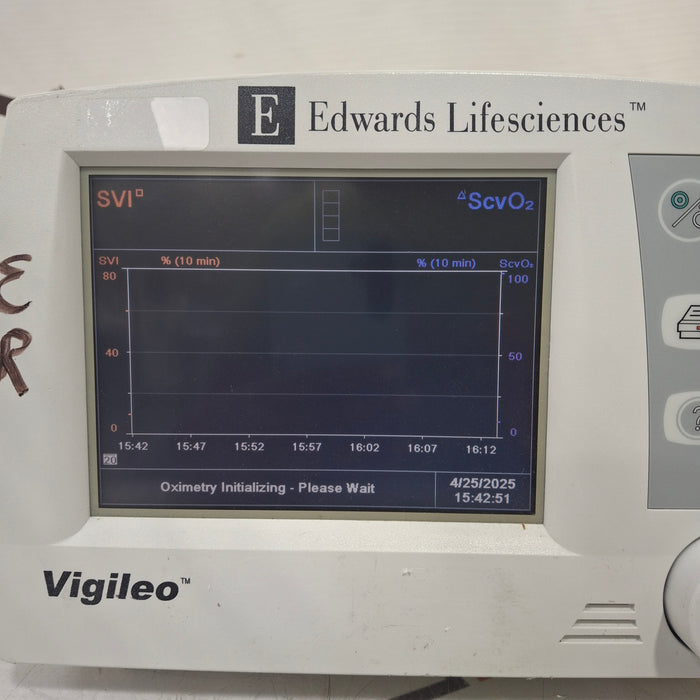 E Edwards Lifesciences™
SVI
ΔScvO₂
SVI % (10 min) % (10 min) ScvO₂
80 100
40 50
0 0
15:42 15:47 15:52 15:57 16:02 16:07 16:12
20
Oximetry Initializing - Please Wait
4/25/2025
15:42:51
E
R
Vigileo™
%
?